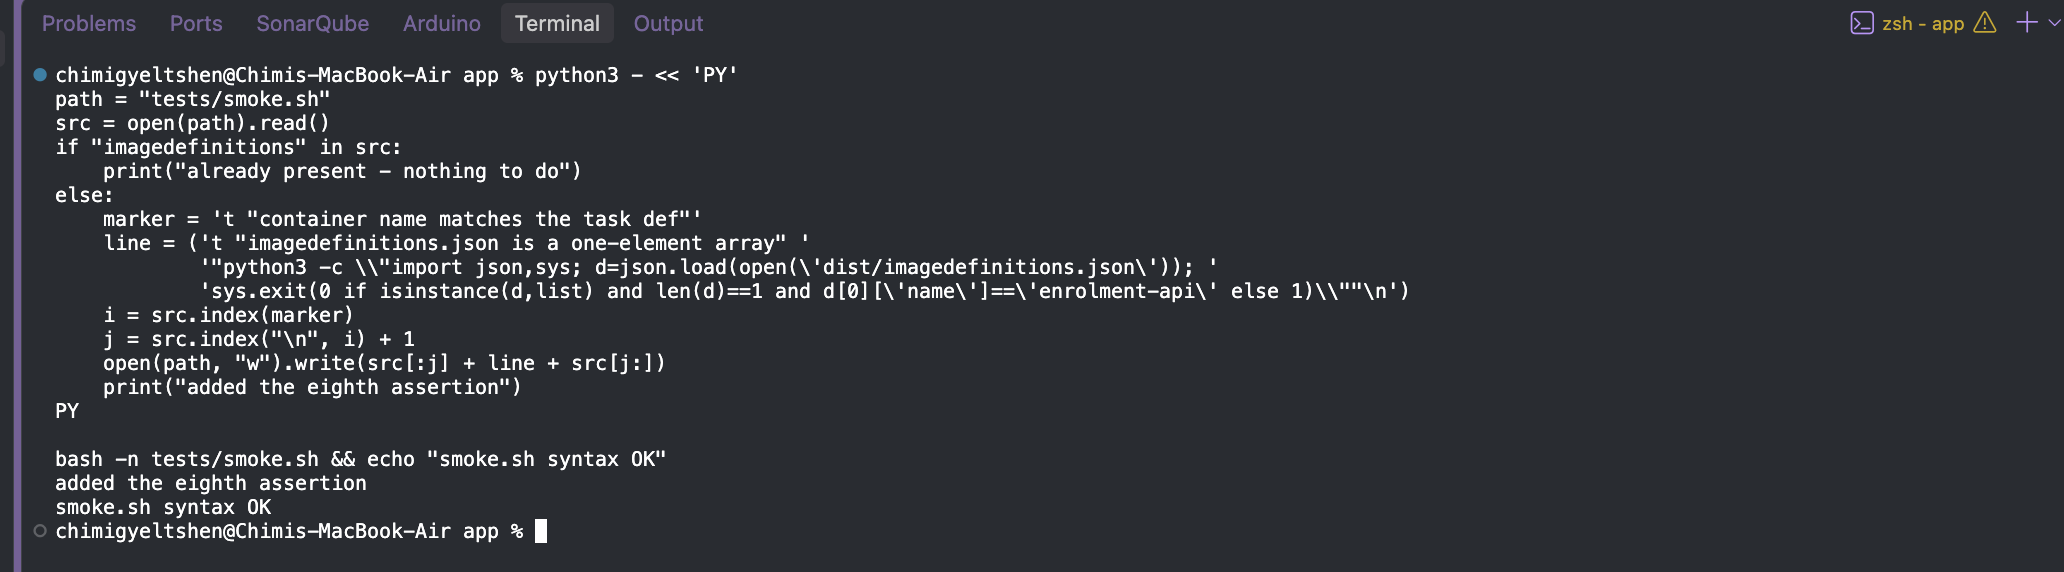 Problems Ports SonarQube Arduino Terminal Output zsh - app
chimigyeltshen@Chimis-MacBook-Air app % python3 - << 'PY'
path = "tests/smoke.sh"
src = open(path).read()
if "imagedefinitions" in src:
    print("already present - nothing to do")
else:
    marker = 't "container name matches the task def"'
    line = ('t "imagedefinitions.json is a one-element array" '
            '"python3 -c \\"import json,sys; d=json.load(open(\'dist/imagedefinitions.json\')); '
            'sys.exit(0 if isinstance(d,list) and len(d)==1 and d[0][\'name\']==\'enrolment-api\' else 1)\\""\n')
    i = src.index(marker)
    j = src.index("\n", i) + 1
    open(path, "w").write(src[:j] + line + src[j:])
    print("added the eighth assertion")
PY

bash -n tests/smoke.sh && echo "smoke.sh syntax OK"
added the eighth assertion
smoke.sh syntax OK
chimigyeltshen@Chimis-MacBook-Air app %